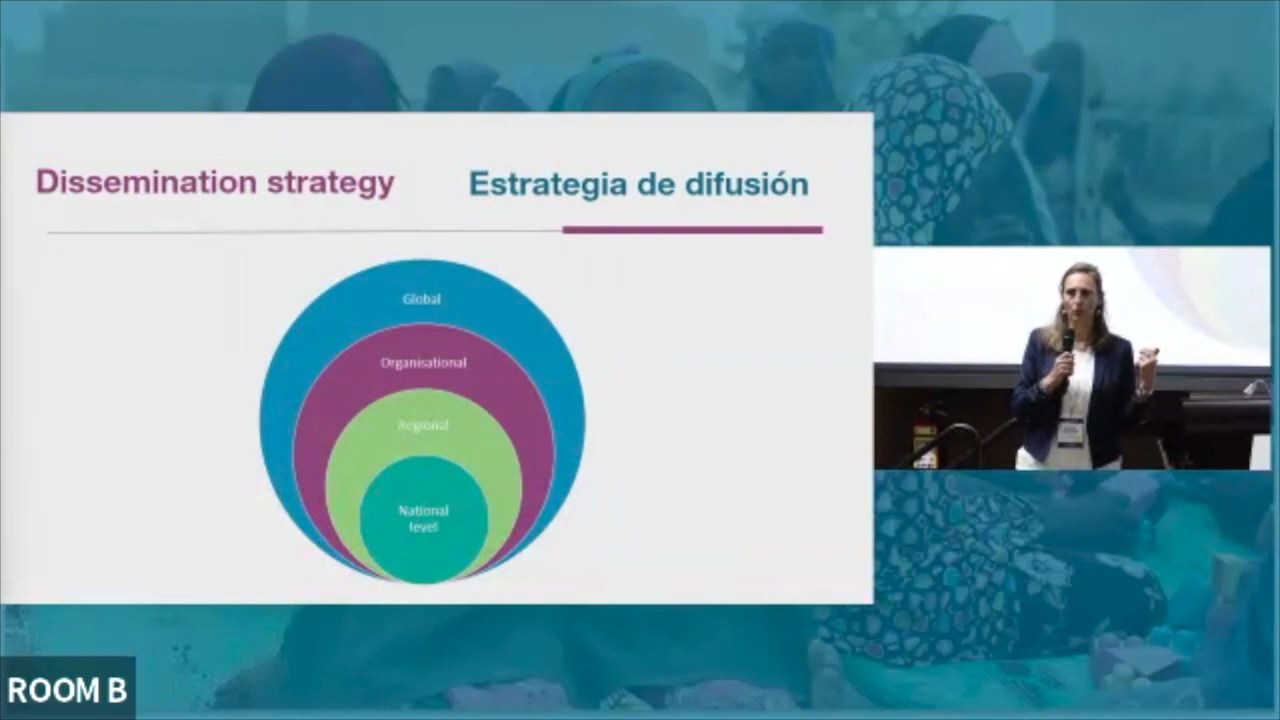 Dissemination strategy
Estrategia de difusión
Global
Organisational
Regional
National
level
ROOM B